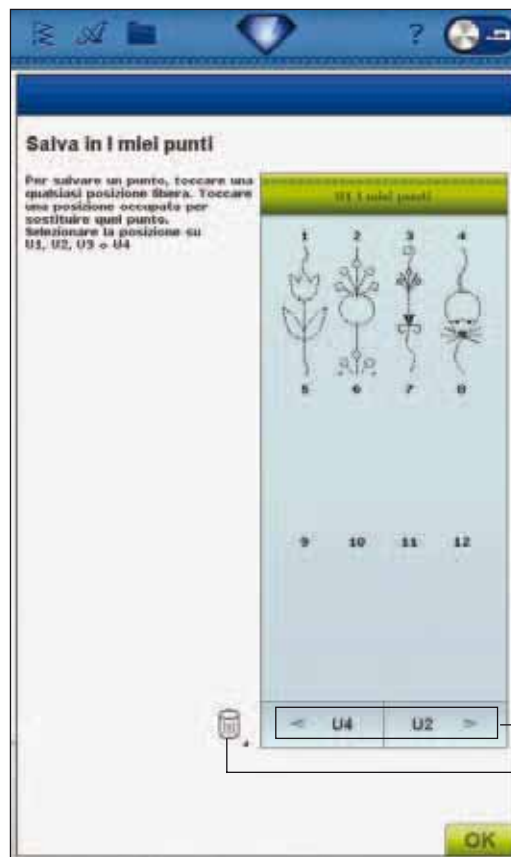 ?
Salva in I miei punti
Per salvare un punto, toccare una
qualsiasi posizione libera. Toccare
una posizione occupata per
sostituire quel punto.
Selezionare la posizione su
U1, U2, U3 o U4
U1 I miei punti
1 2 3 4
5 6 7 8
9 10 11 12
< U4 U2 >
OK